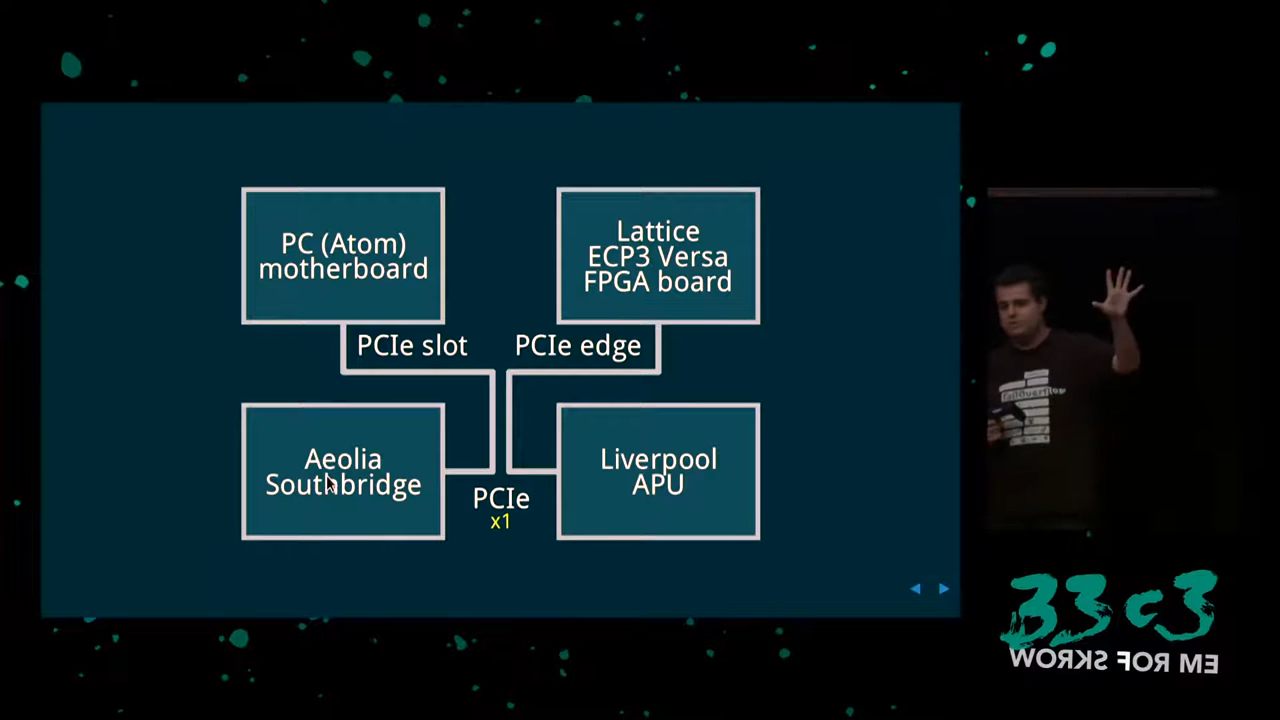 PC (Atom)
motherboard
Lattice
ECP3 Versa
FPGA board
PCIe slot
PCIe edge
Aeolia
Southbridge
PCIe
x1
Liverpool
APU
fail0verflow
33c3
WORKS FOR ME